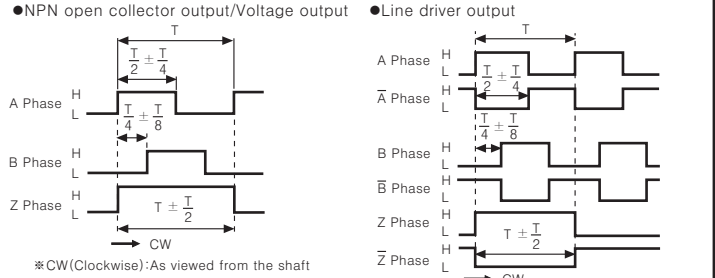 ●NPN open collector output/Voltage output
T
T/2 ± T/4
A Phase H L
T/4 ± T/8
B Phase H L
Z Phase H L
T ± T/2
CW
※CW(Clockwise):As viewed from the shaft
●Line driver output
T
A Phase H L
T/2 ± T/4
A̅ Phase H L
T/4 ± T/8
B Phase H L
B̅ Phase H L
Z Phase H L
T ± T/2
Z̅ Phase H L
CW